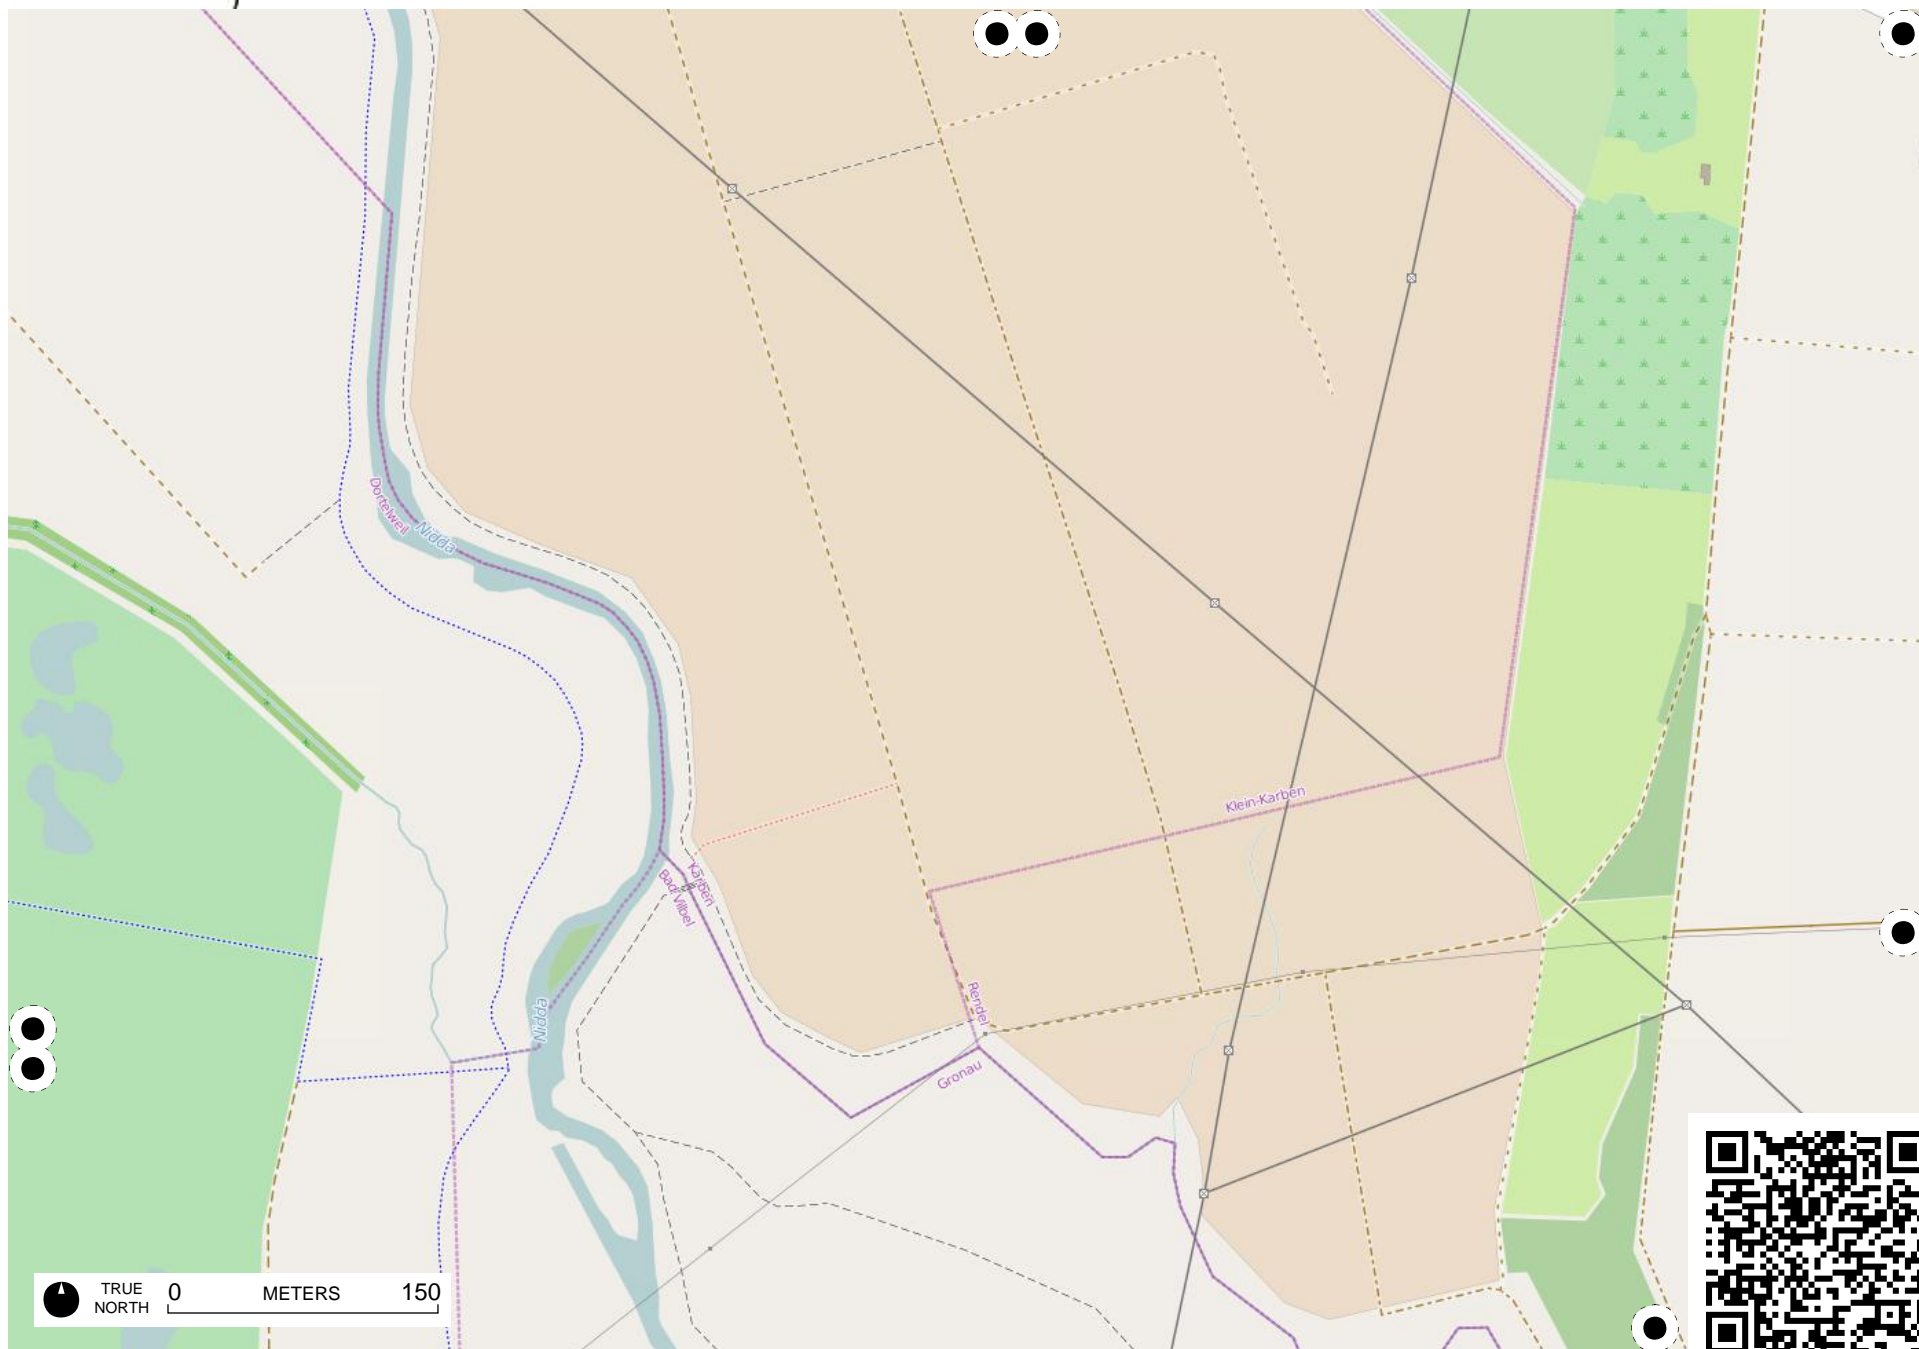 Dortelweil
Nidda
Klein-Karben
Karben
Bad Vilbel
Rendel
Nidda
Gronau
TRUE NORTH
0 METERS 150